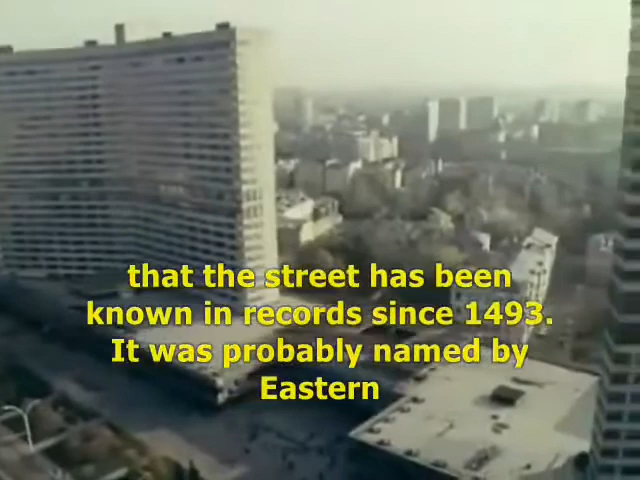 that the street has been
known in records since 1493.
It was probably named by
Eastern